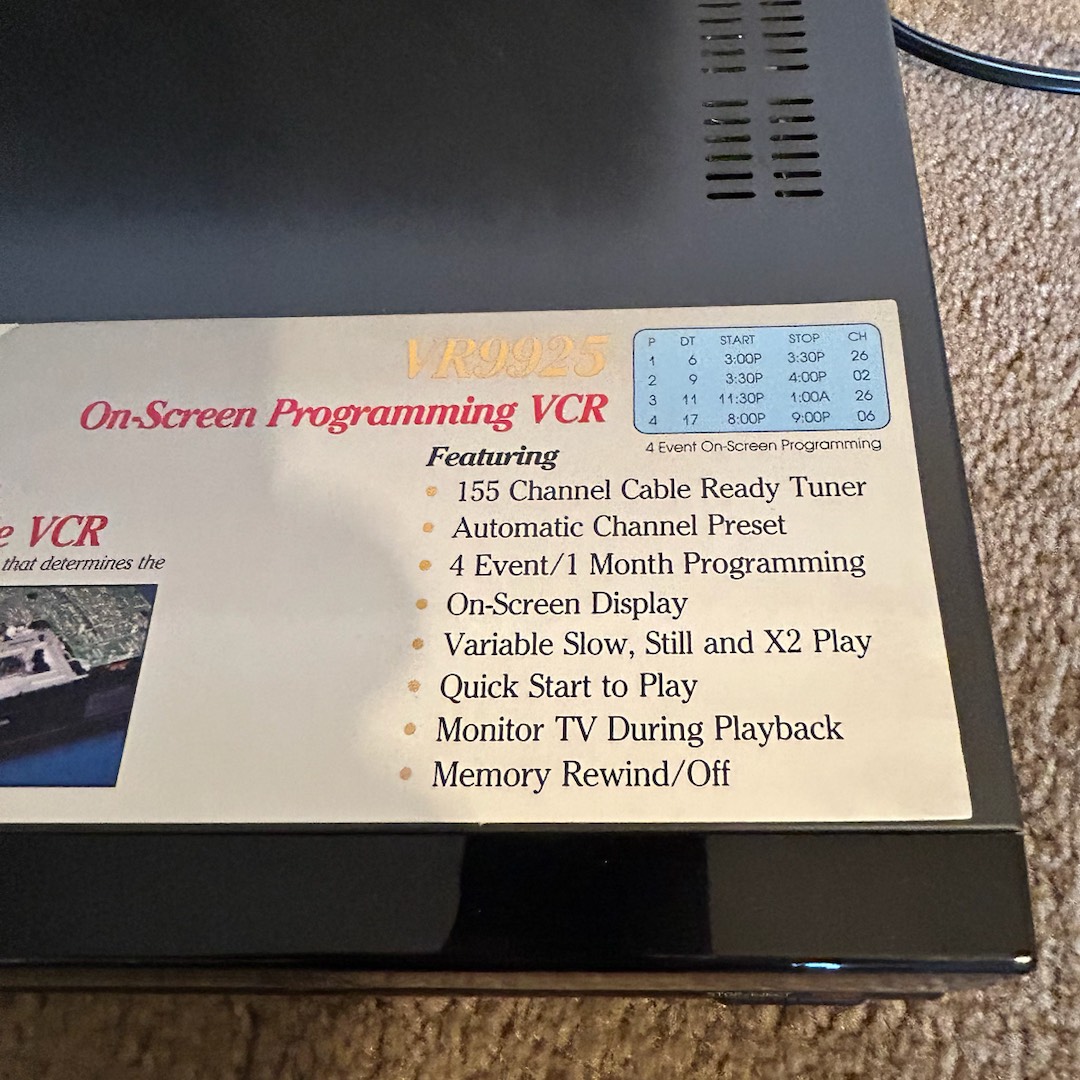 VR9925
On-Screen Programming VCR
P DT START STOP CH
1 6 3:00P 3:30P 26
2 9 3:30P 4:00P 02
3 11 11:30P 1:00A 26
4 17 8:00P 9:00P 06
4 Event On-Screen Programming
Featuring
• 155 Channel Cable Ready Tuner
• Automatic Channel Preset
• 4 Event/1 Month Programming
• On-Screen Display
• Variable Slow, Still and X2 Play
• Quick Start to Play
• Monitor TV During Playback
• Memory Rewind/Off
VCR
that determines the
STOP/EJECT